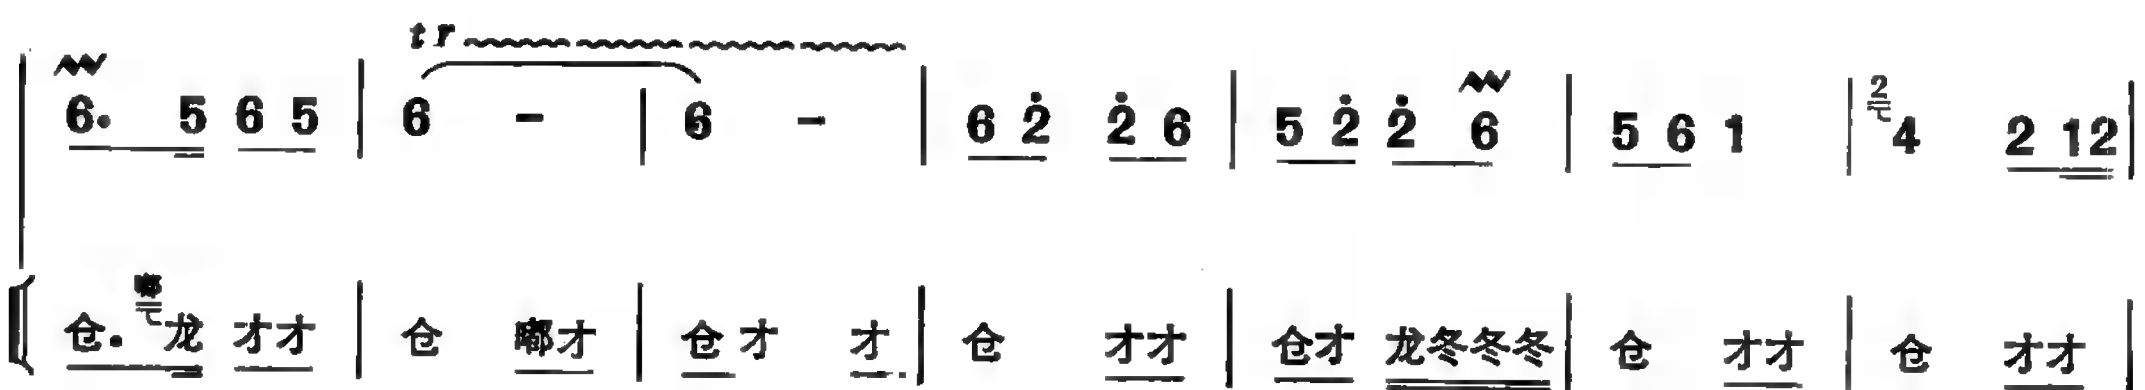 tr
6. 5 6 5 | 6 - | 6 - | 6 2̇ 2̇ 6 | 5 2̇ 2̇ 6 | 5 6 1 | 2 4 2 12 |
仓. 嘟 龙 才才 | 仓 嘟才 | 仓才 才 | 仓 才才 | 仓才 龙冬冬冬 | 仓 才才 | 仓 才才 |